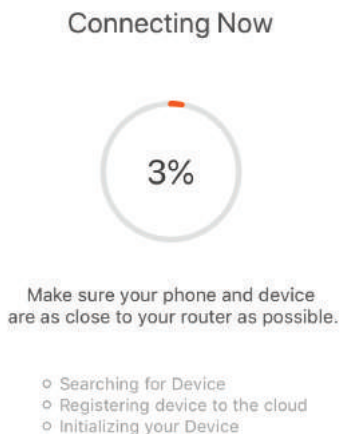 Connecting Now
3%
Make sure your phone and device
are as close to your router as possible.
Searching for Device
Registering device to the cloud
Initializing your Device